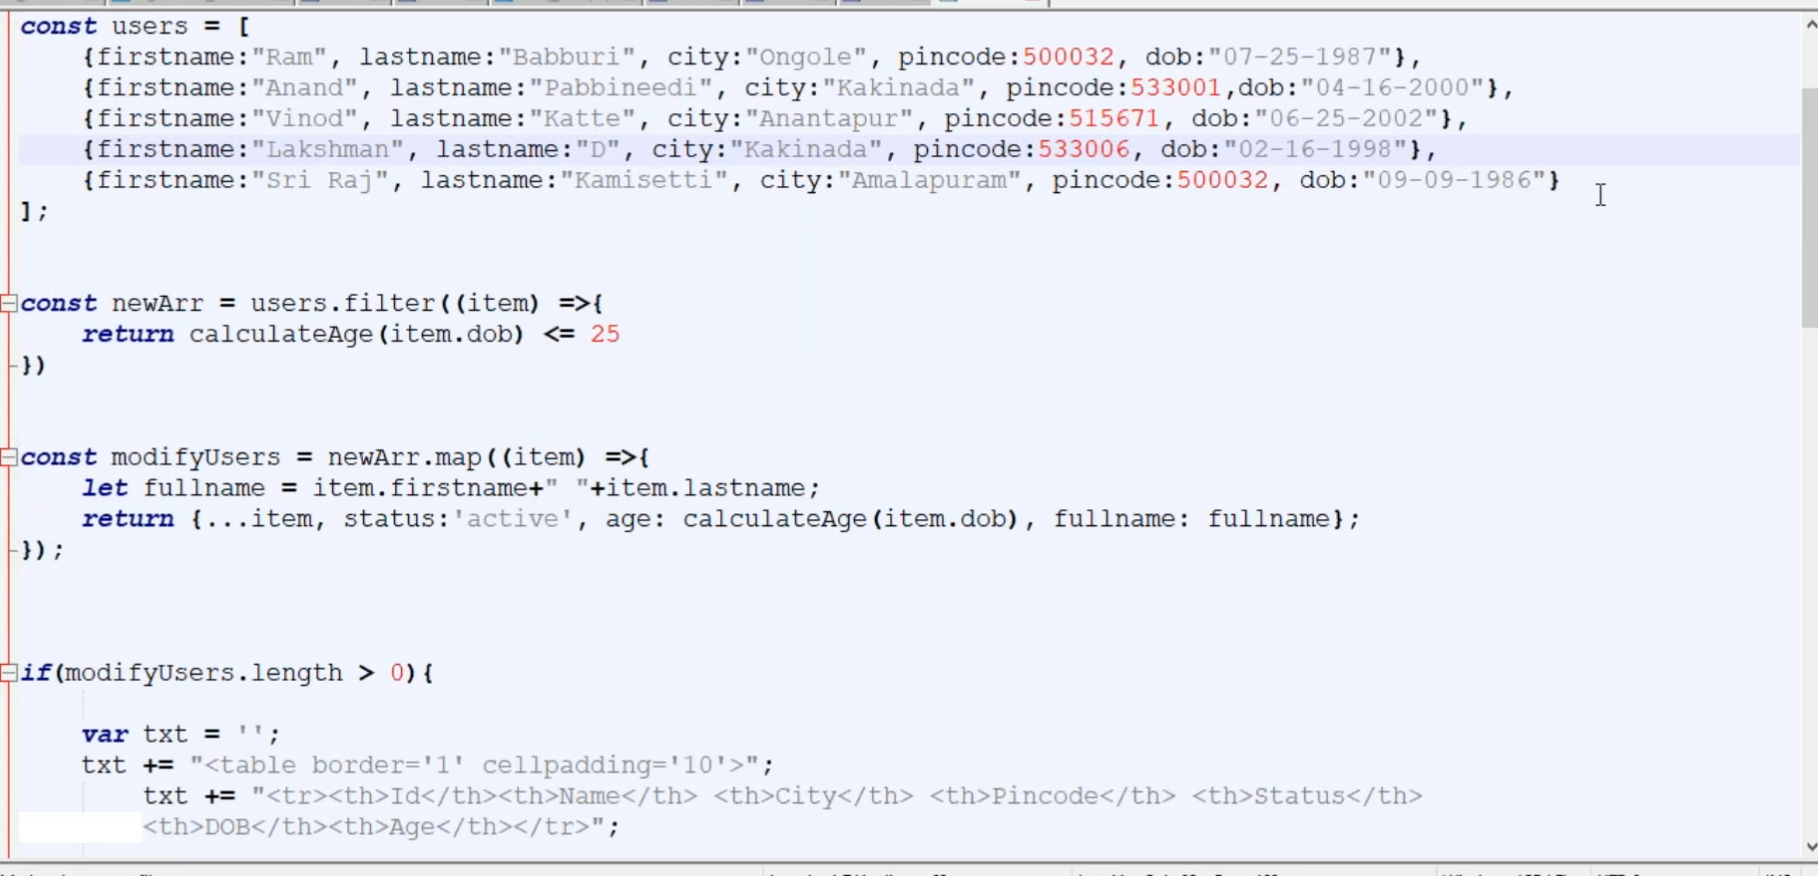 const users = [
{firstname:"Ram", lastname:"Babburi", city:"Ongole", pincode:500032, dob:"07-25-1987"},
{firstname:"Anand", lastname:"Pabbineedi", city:"Kakinada", pincode:533001,dob:"04-16-2000"},
{firstname:"Vinod", lastname:"Katte", city:"Anantapur", pincode:515671, dob:"06-25-2002"},
{firstname:"Lakshman", lastname:"D", city:"Kakinada", pincode:533006, dob:"02-16-1998"},
{firstname:"Sri Raj", lastname:"Kamisetti", city:"Amalapuram", pincode:500032, dob:"09-09-1986"}
];
const newArr = users.filter((item) =>{
return calculateAge(item.dob) <= 25
})
const modifyUsers = newArr.map((item) =>{
let fullname = item.firstname+" "+item.lastname;
return {...item, status:'active', age: calculateAge(item.dob), fullname: fullname};
});
if(modifyUsers.length > 0){
var txt = '';
txt += "<table border='1' cellpadding='10'>";
txt += "<tr><th>Id</th><th>Name</th> <th>City</th> <th>Pincode</th> <th>Status</th>
<th>DOB</th><th>Age</th></tr>";